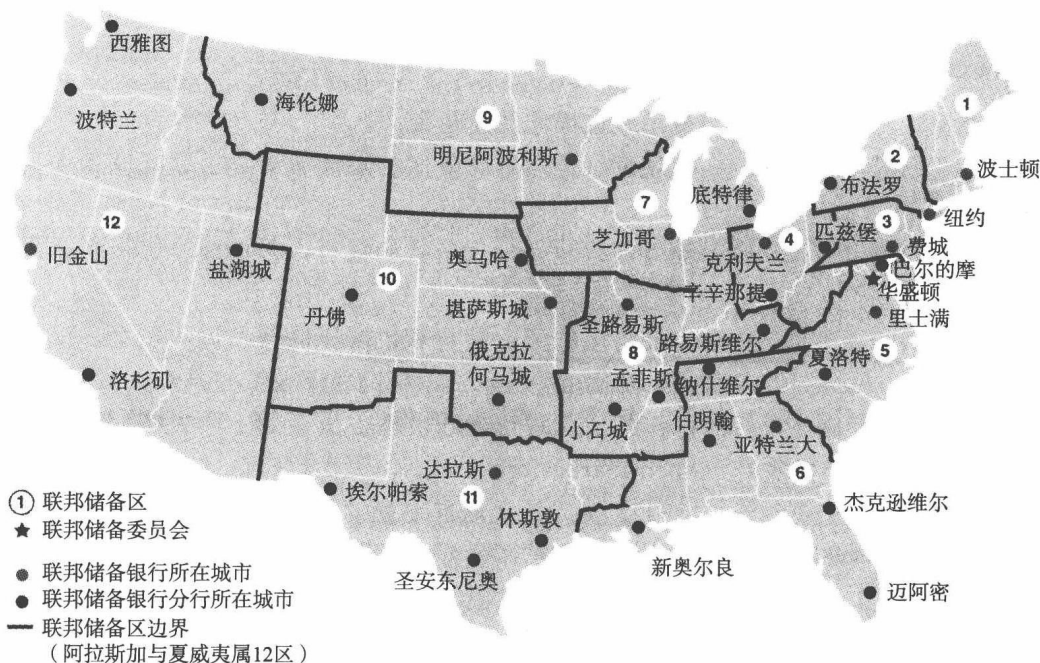 西雅图
波特兰
海伦娜
9
1
明尼阿波利斯
2
波士顿
底特律
布法罗
7
12
3
纽约
匹兹堡
芝加哥
4
费城
旧金山
盐湖城
奥马哈
克利夫兰
巴尔的摩
10
辛辛那提
华盛顿
丹佛
堪萨斯城
圣路易斯
里士满
路易斯维尔
俄克拉
何马城
8
夏洛特
5
洛杉矶
孟菲斯
纳什维尔
小石城
伯明翰
亚特兰大
达拉斯
6
埃尔帕索
11
① 联邦储备区
休斯敦
杰克逊维尔
★ 联邦储备委员会
圣安东尼奥
新奥尔良
● 联邦储备银行所在城市
迈阿密
● 联邦储备银行分行所在城市
联邦储备区边界
（阿拉斯加与夏威夷属12区）